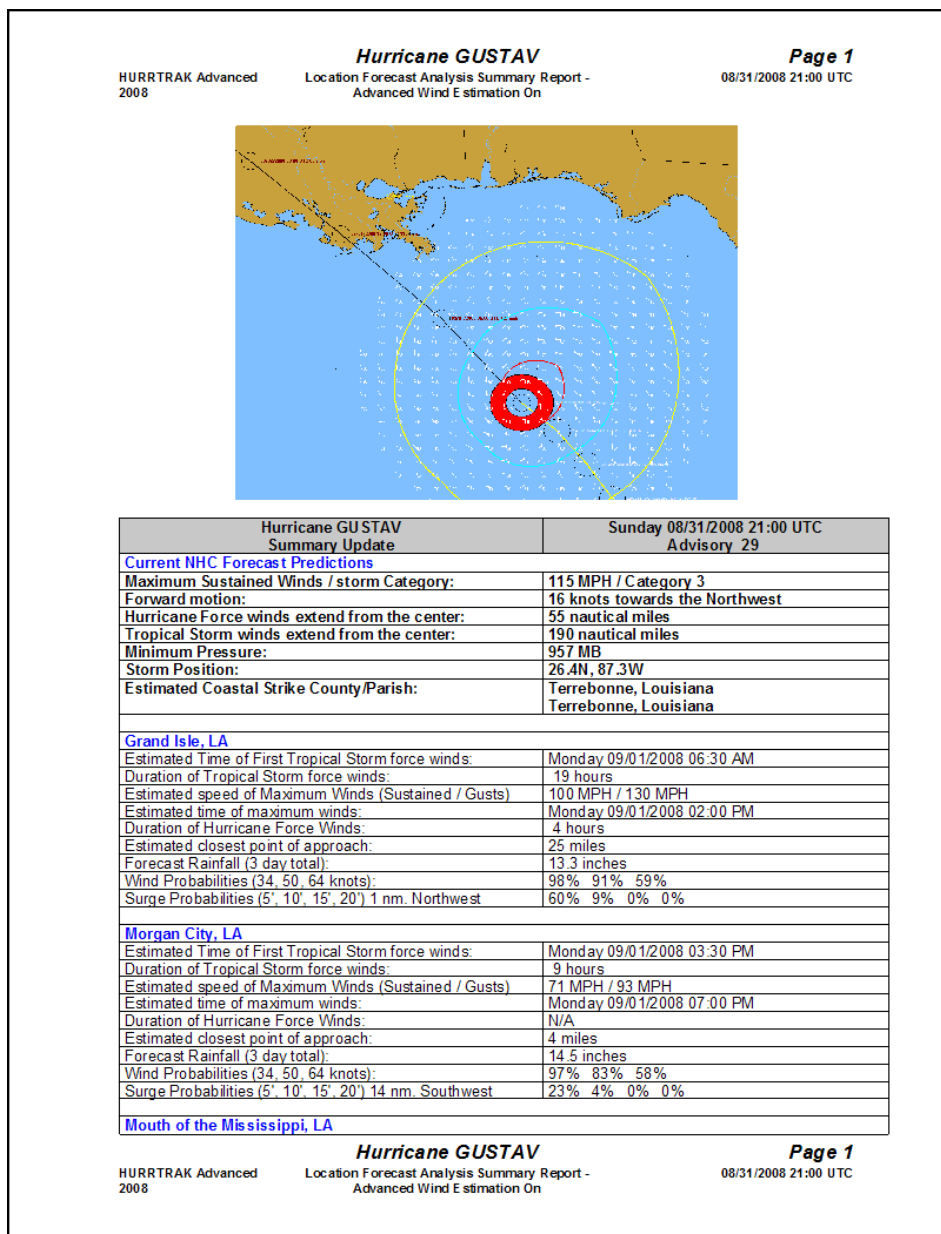 Hurricane GUSTAV
Page 1
HURRTRAK Advanced
2008
Location Forecast Analysis Summary Report -
Advanced Wind Estimation On
08/31/2008 21:00 UTC
Hurricane GUSTAV
Summary Update
Sunday 08/31/2008 21:00 UTC
Advisory 29
Current NHC Forecast Predictions
Maximum Sustained Winds / storm Category: 115 MPH / Category 3
Forward motion: 16 knots towards the Northwest
Hurricane Force winds extend from the center: 55 nautical miles
Tropical Storm winds extend from the center: 190 nautical miles
Minimum Pressure: 957 MB
Storm Position: 26.4N, 87.3W
Estimated Coastal Strike County/Parish: Terrebonne, Louisiana
Terrebonne, Louisiana
Grand Isle, LA
Estimated Time of First Tropical Storm force winds: Monday 09/01/2008 06:30 AM
Duration of Tropical Storm force winds: 19 hours
Estimated speed of Maximum Winds (Sustained / Gusts) 100 MPH / 130 MPH
Estimated time of maximum winds: Monday 09/01/2008 02:00 PM
Duration of Hurricane Force Winds: 4 hours
Estimated closest point of approach: 25 miles
Forecast Rainfall (3 day total): 13.3 inches
Wind Probabilities (34, 50, 64 knots): 98% 91% 59%
Surge Probabilities (5', 10', 15', 20') 1 nm. Northwest 60% 9% 0% 0%
Morgan City, LA
Estimated Time of First Tropical Storm force winds: Monday 09/01/2008 03:30 PM
Duration of Tropical Storm force winds: 9 hours
Estimated speed of Maximum Winds (Sustained / Gusts) 71 MPH / 93 MPH
Estimated time of maximum winds: Monday 09/01/2008 07:00 PM
Duration of Hurricane Force Winds: N/A
Estimated closest point of approach: 4 miles
Forecast Rainfall (3 day total): 14.5 inches
Wind Probabilities (34, 50, 64 knots): 97% 83% 58%
Surge Probabilities (5', 10', 15', 20') 14 nm. Southwest 23% 4% 0% 0%
Mouth of the Mississippi, LA
Hurricane GUSTAV
Page 1
HURRTRAK Advanced
2008
Location Forecast Analysis Summary Report -
Advanced Wind Estimation On
08/31/2008 21:00 UTC